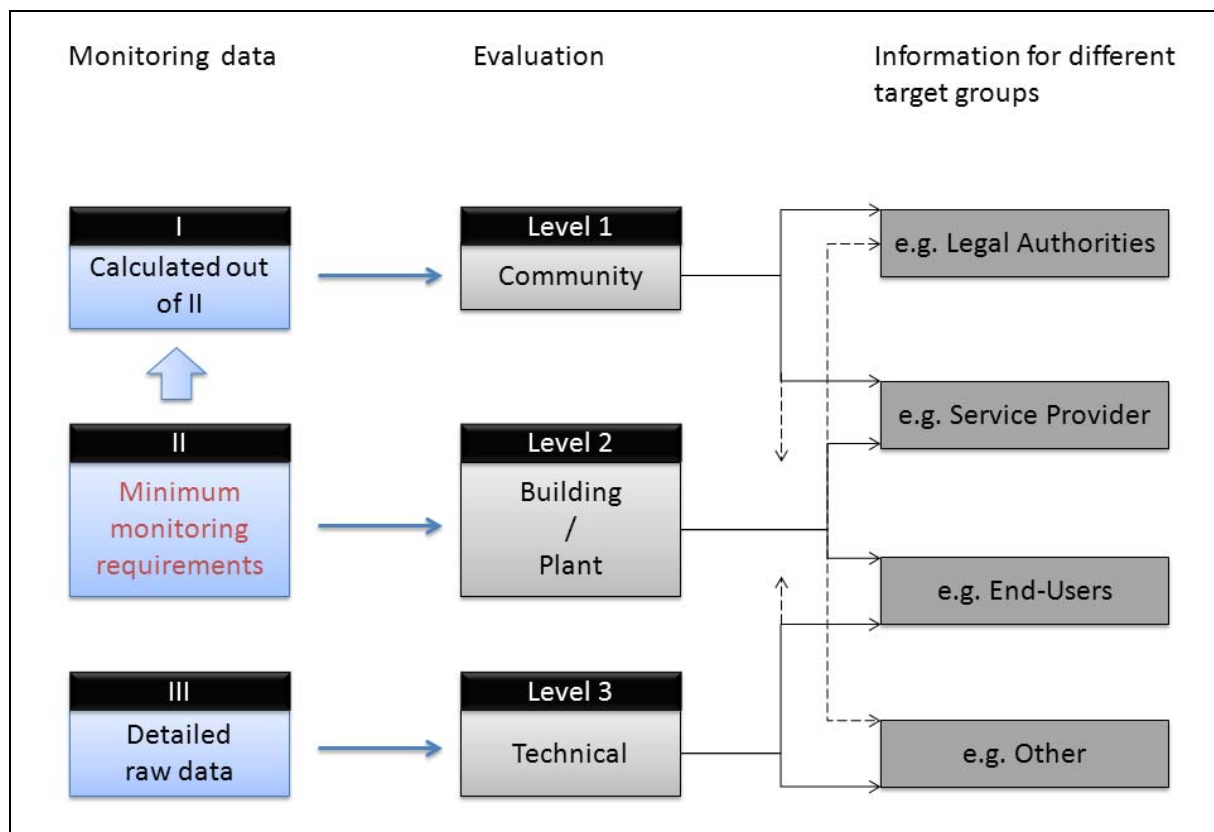 Monitoring data
Evaluation
Information for different
target groups
I
Calculated out
of II
Level 1
Community
e.g. Legal Authorities
e.g. Service Provider
II
Minimum
monitoring
requirements
Level 2
Building
/
Plant
e.g. End-Users
III
Detailed
raw data
Level 3
Technical
e.g. Other